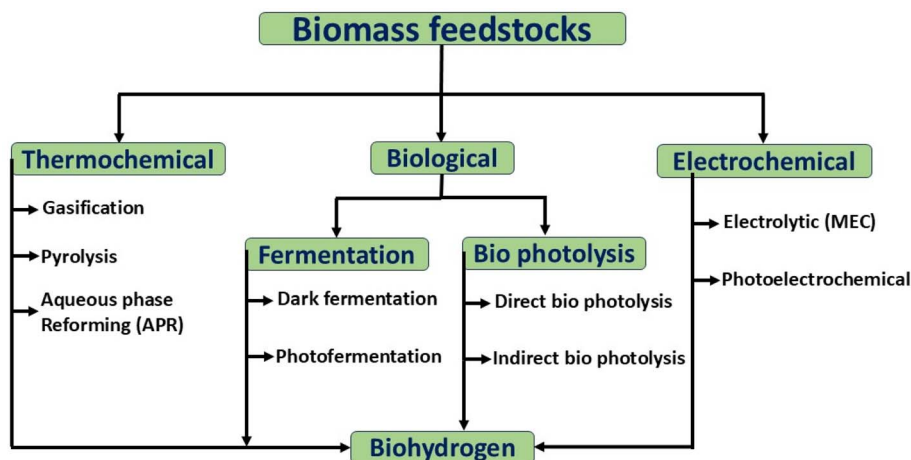 Biomass feedstocks
Thermochemical
Biological
Electrochemical
Gasification
Pyrolysis
Aqueous phase
Reforming (APR)
Fermentation
Dark fermentation
Photofermentation
Bio photolysis
Direct bio photolysis
Indirect bio photolysis
Electrolytic (MEC)
Photoelectrochemical
Biohydrogen